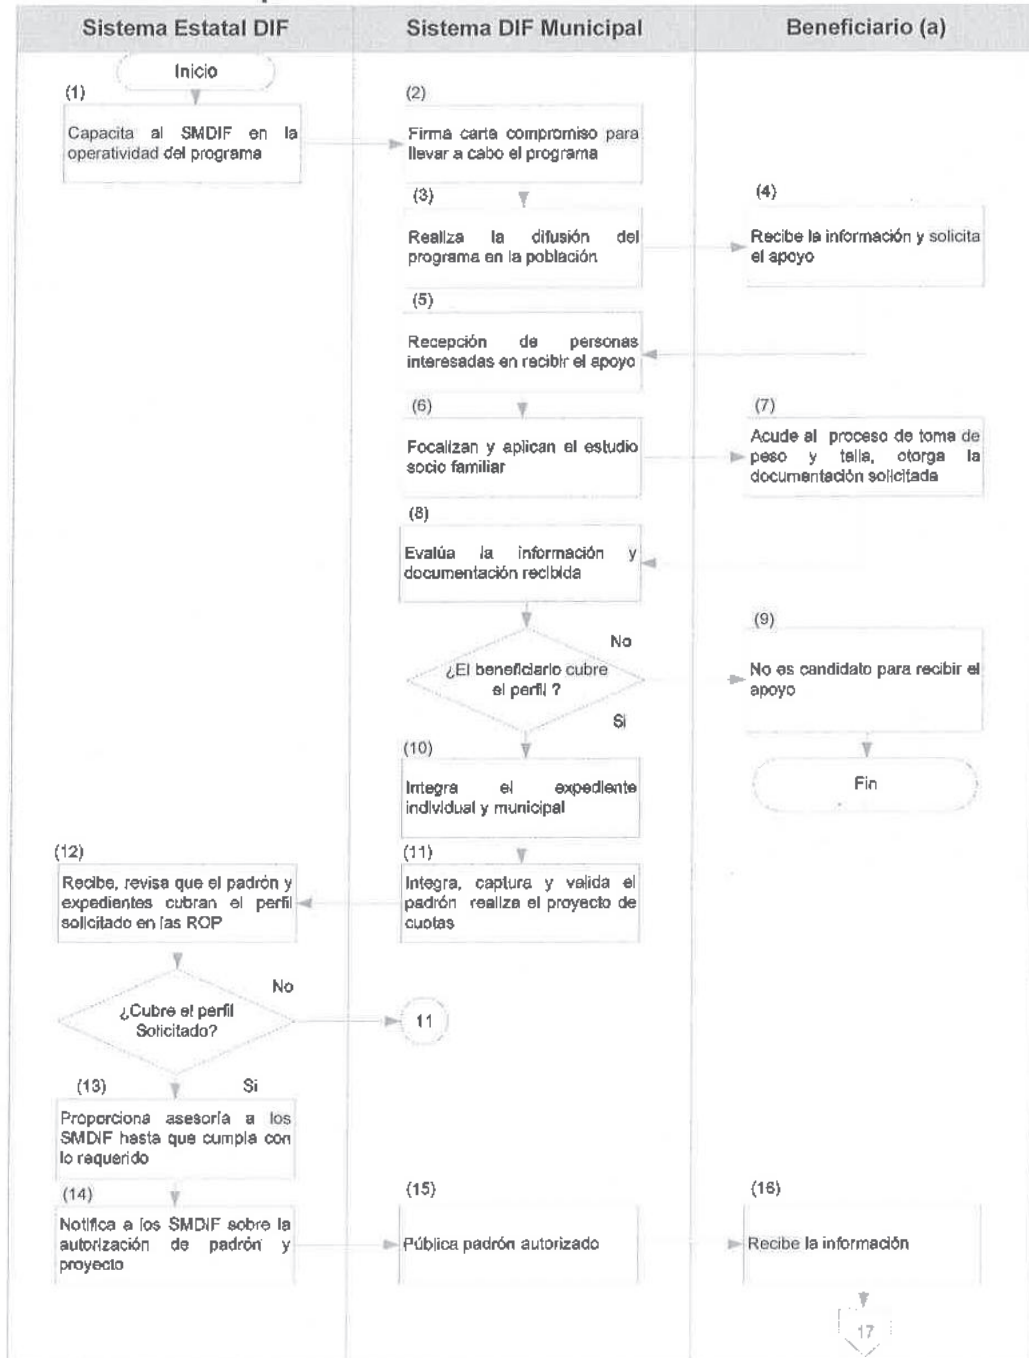 Sistema Estatal DIF
Sistema DIF Municipal
Beneficiario (a)
Inicio
(1)
Capacita al SMDIF en la
operatividad del programa
(2)
Firma carta compromiso para
llevar a cabo el programa
(3)
Realiza la difusión del
programa en la población
(4)
Recibe la información y solicita
el apoyo
(5)
Recepción de personas
interesadas en recibir el apoyo
(6)
Focalizan y aplican el estudio
socio familiar
(7)
Acude al proceso de toma de
peso y talla, otorga la
documentación solicitada
(8)
Evalúa la información y
documentación recibida
¿El beneficiario cubre
el perfil ?
No
Si
(9)
No es candidato para recibir el
apoyo
Fin
(10)
Integra el expediente
individual y municipal
(11)
Integra, captura y valida el
padrón realiza el proyecto de
cuotas
(12)
Recibe, revisa que el padrón y
expedientes cubran el perfil
solicitado en las ROP
¿Cubre el perfil
Solicitado?
No
11
Si
(13)
Proporciona asesoría a los
SMDIF hasta que cumpla con
lo requerido
(14)
Notifica a los SMDIF sobre la
autorización de padrón y
proyecto
(15)
Pública padrón autorizado
(16)
Recibe la información
17